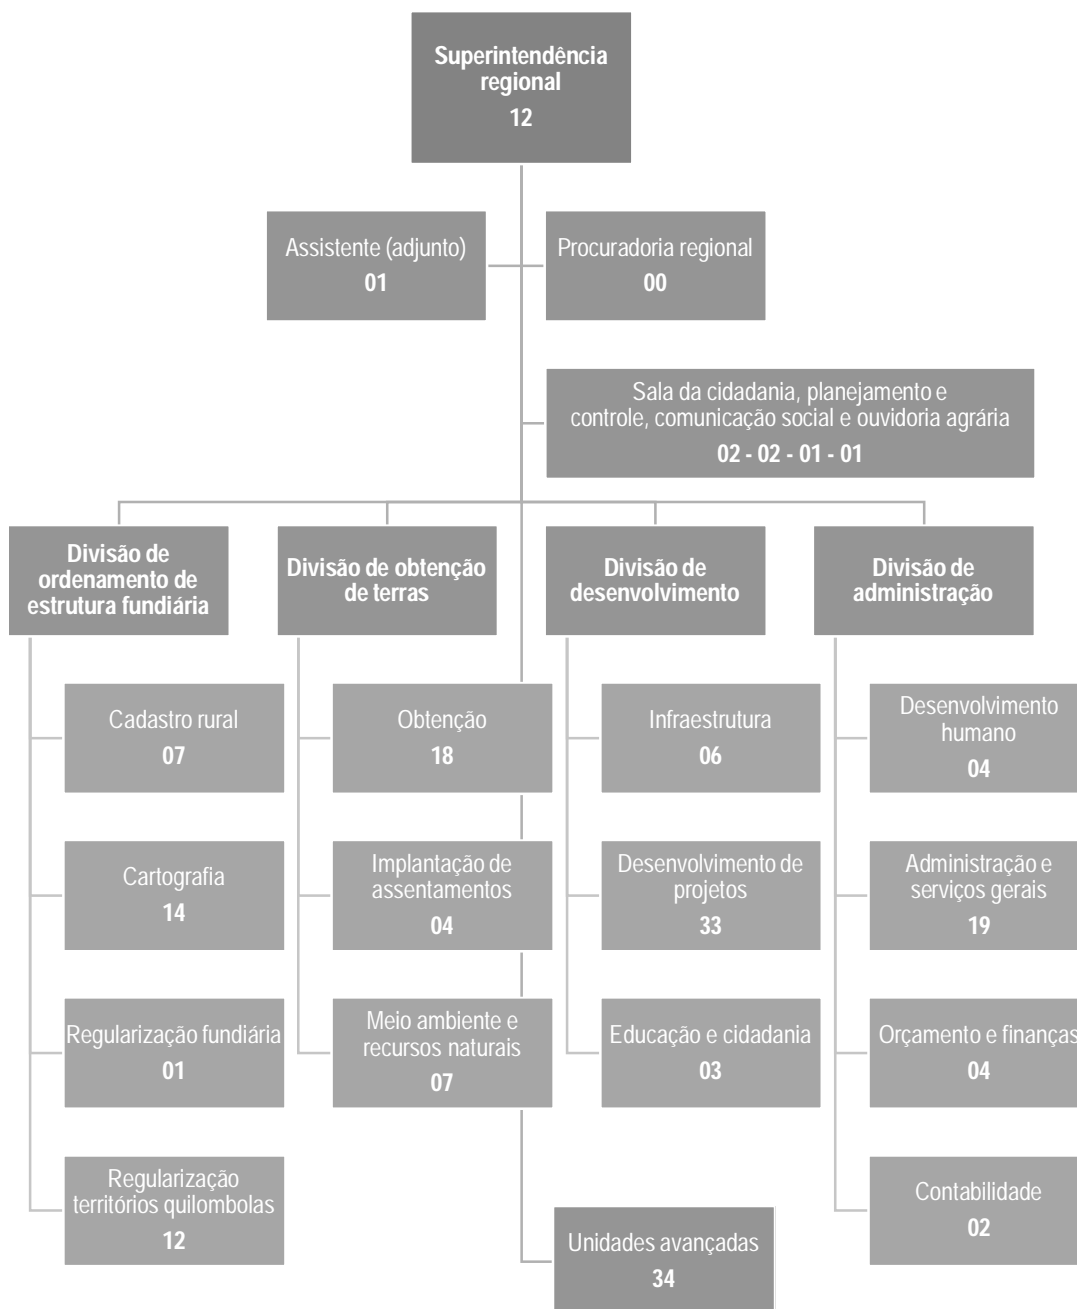 Superintendência
regional
12
Assistente (adjunto)
01
Procuradoria regional
00
Sala da cidadania, planejamento e
controle, comunicação social e ouvidoria agrária
02 - 02 - 01 - 01
Divisão de
ordenamento de
estrutura fundiária
Divisão de obtenção
de terras
Divisão de
desenvolvimento
Divisão de
administração
Cadastro rural
07
Obtenção
18
Infraestrutura
06
Desenvolvimento
humano
04
Cartografia
14
Implantação de
assentamentos
04
Desenvolvimento de
projetos
33
Administração e
serviços gerais
19
Regularização fundiária
01
Meio ambiente e
recursos naturais
07
Educação e cidadania
03
Orçamento e finanças
04
Regularização
territórios quilombolas
12
Contabilidade
02
Unidades avançadas
34